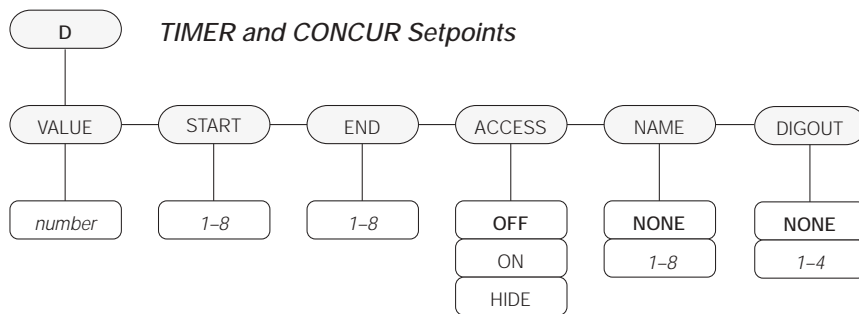 D
TIMER and CONCUR Setpoints
VALUE START END ACCESS NAME DIGOUT
number 1–8 1–8 OFF NONE NONE
ON 1–8 1–4
HIDE